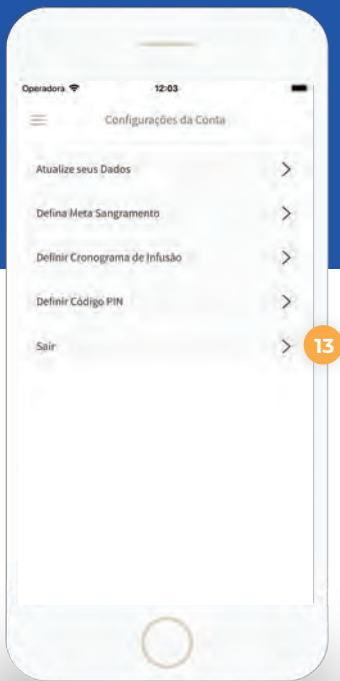 Operadora 12:03
Configurações da Conta
Atualize seus Dados
Defina Meta Sangramento
Definir Cronograma de Infusão
Definir Código PIN
Sair
13